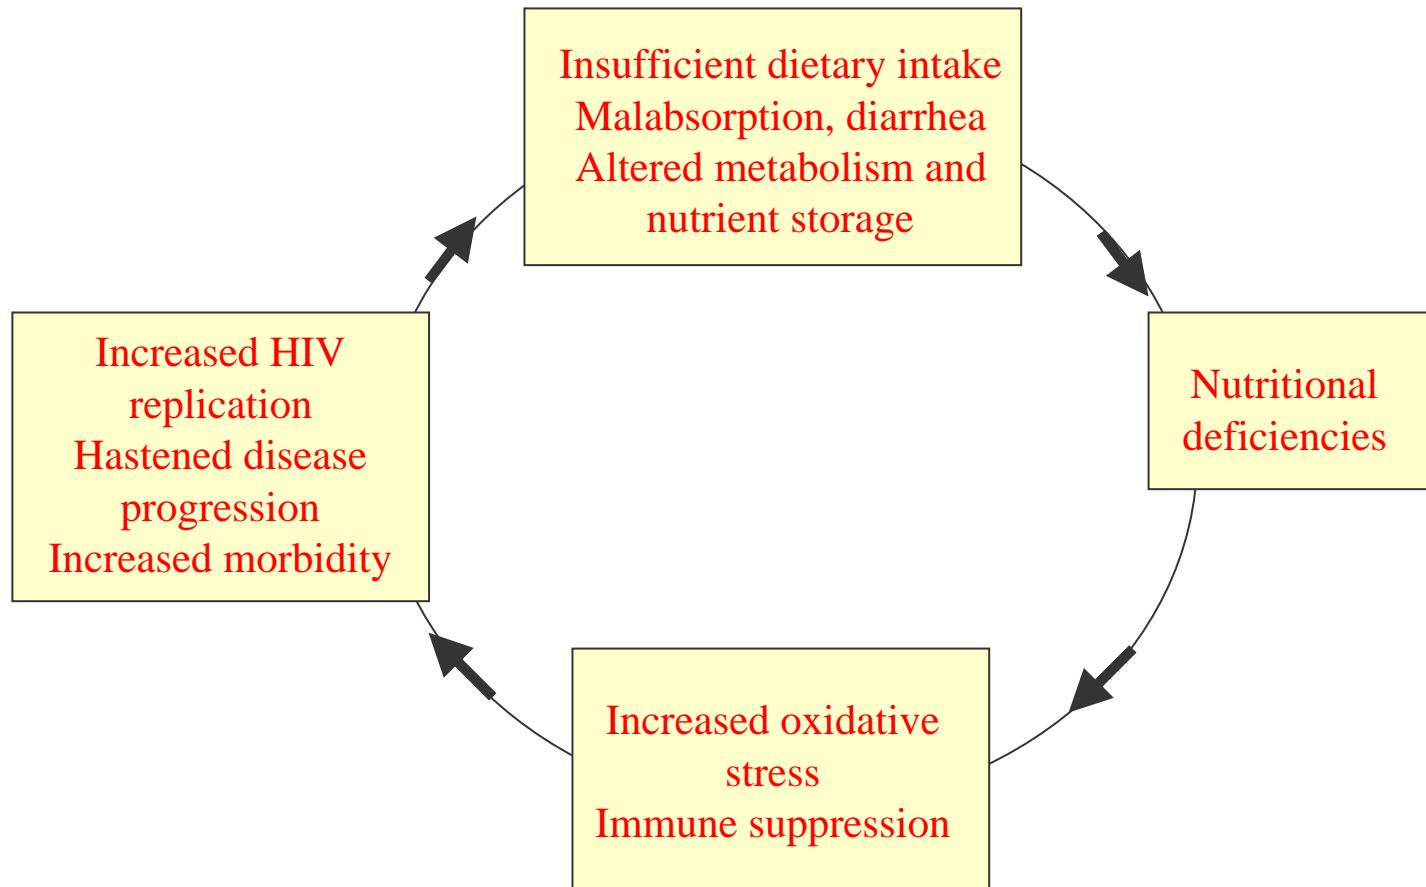 Insufficient dietary intake
Malabsorption, diarrhea
Altered metabolism and
nutrient storage
Increased HIV
replication
Hastened disease
progression
Increased morbidity
Nutritional
deficiencies
Increased oxidative
stress
Immune suppression